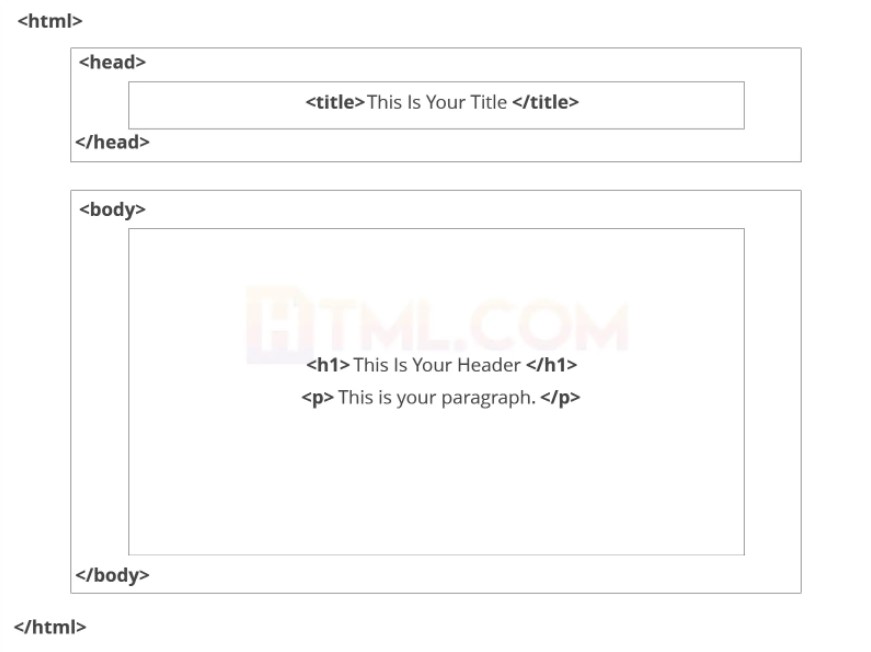 <html>
<head>
<title>This Is Your Title </title>
</head>
<body>
HTML.COM
<h1> This Is Your Header </h1>
<p> This is your paragraph. </p>
</body>
</html>